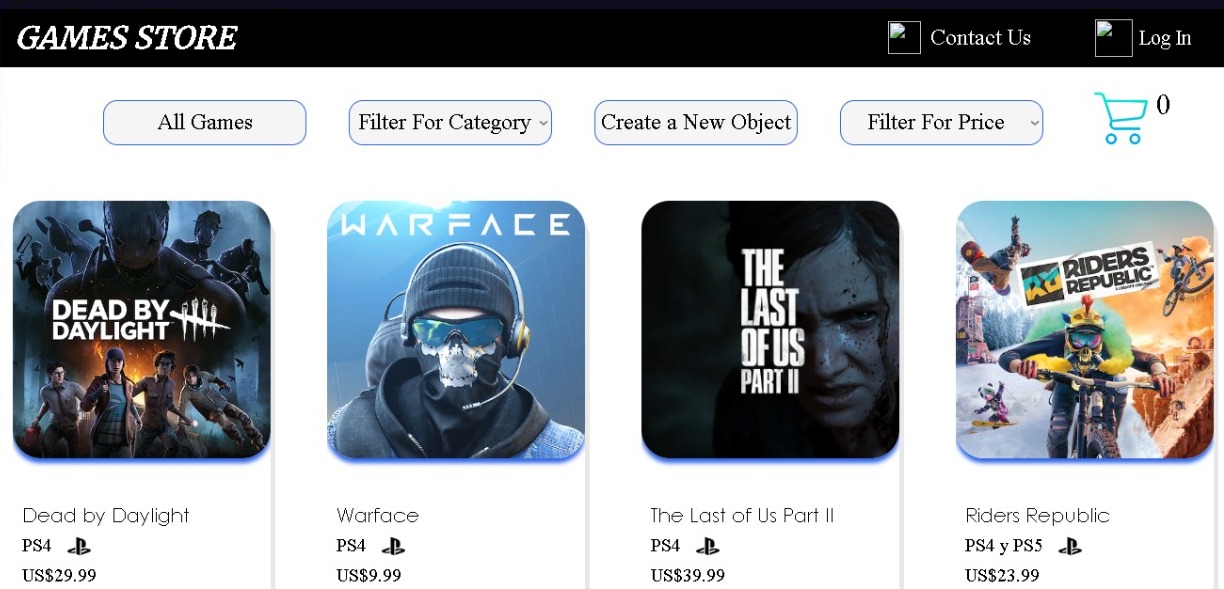 GAMES STORE
Contact Us
Log In
All Games
Filter For Category
Create a New Object
Filter For Price
0
DEAD BY
DAYLIGHT
WARFACE
THE
LAST
OF US
PART II
RIDERS
REPUBLIC
Dead by Daylight
PS4
US$29.99
Warface
PS4
US$9.99
The Last of Us Part II
PS4
US$39.99
Riders Republic
PS4 y PS5
US$23.99